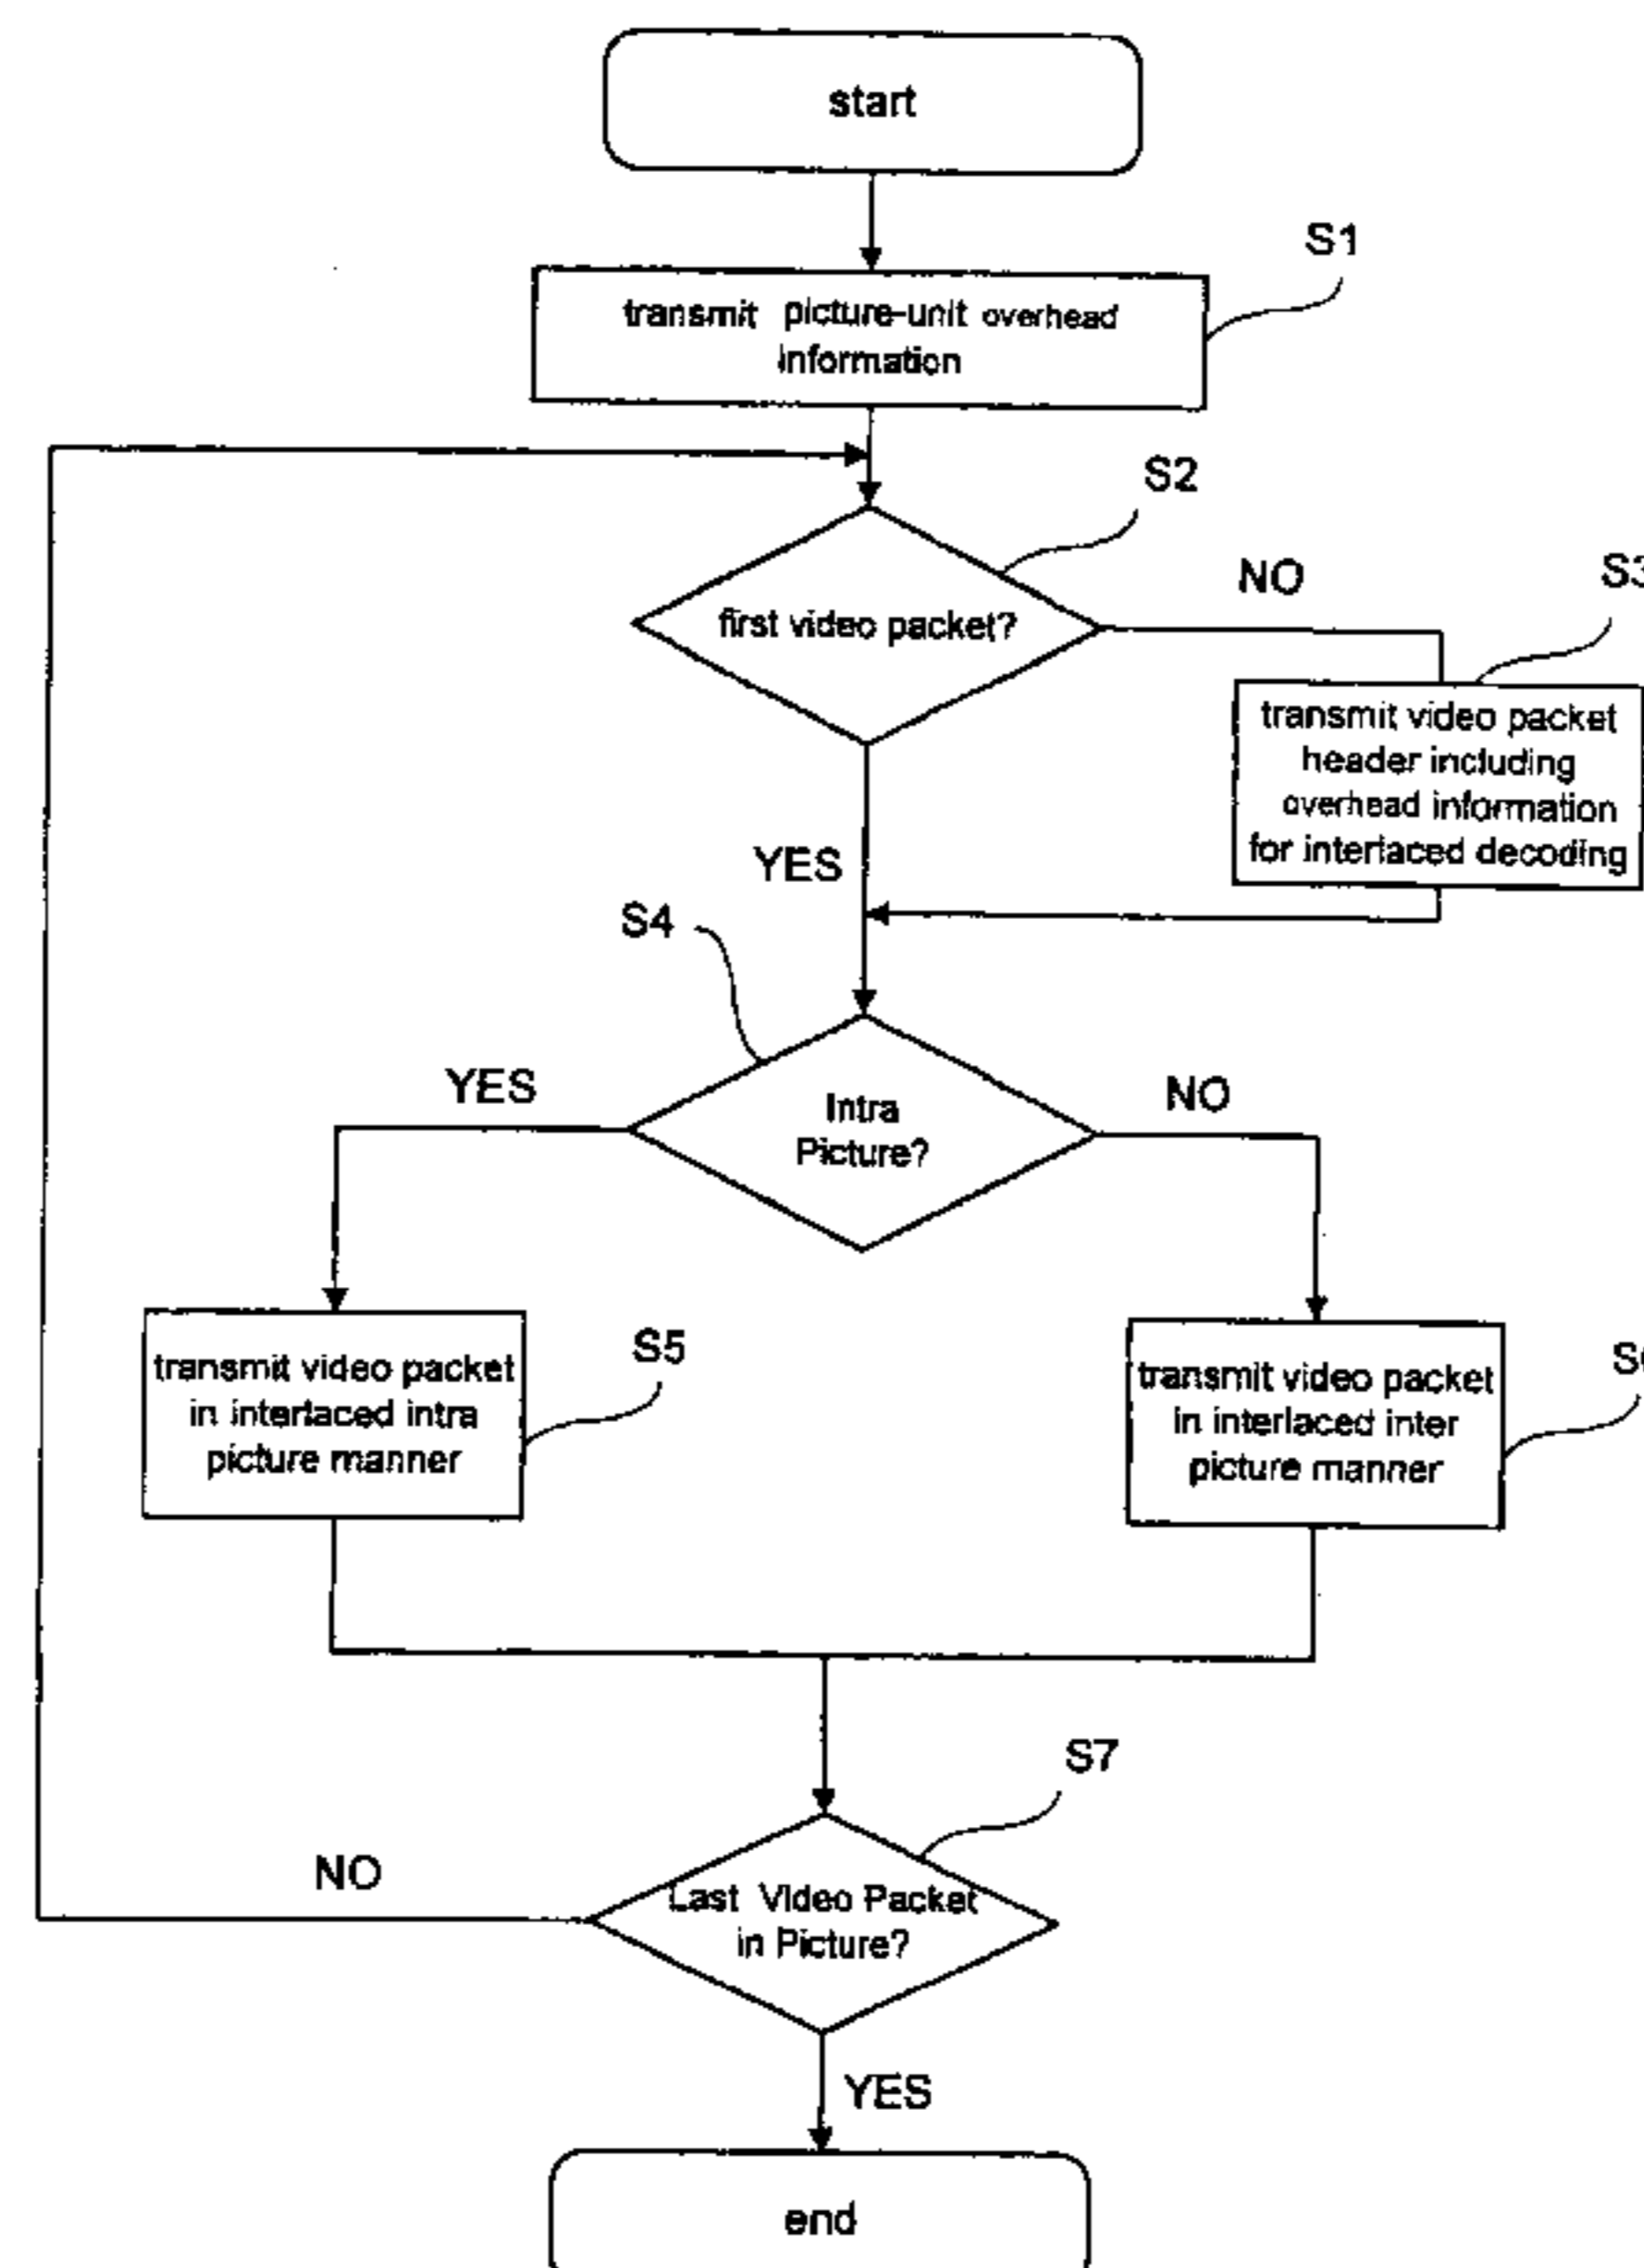 start
S1
transmit picture-unit overhead
information
S2
NO
S3
first video packet?
transmit video packet
header including
overhead information
for interlaced decoding
YES
S4
YES
NO
Intra
Picture?
S5
transmit video packet
in interlaced intra
picture manner
transmit video packet
in interlaced inter
picture manner
S7
NO
Last Video Packet
in Picture?
YES
end